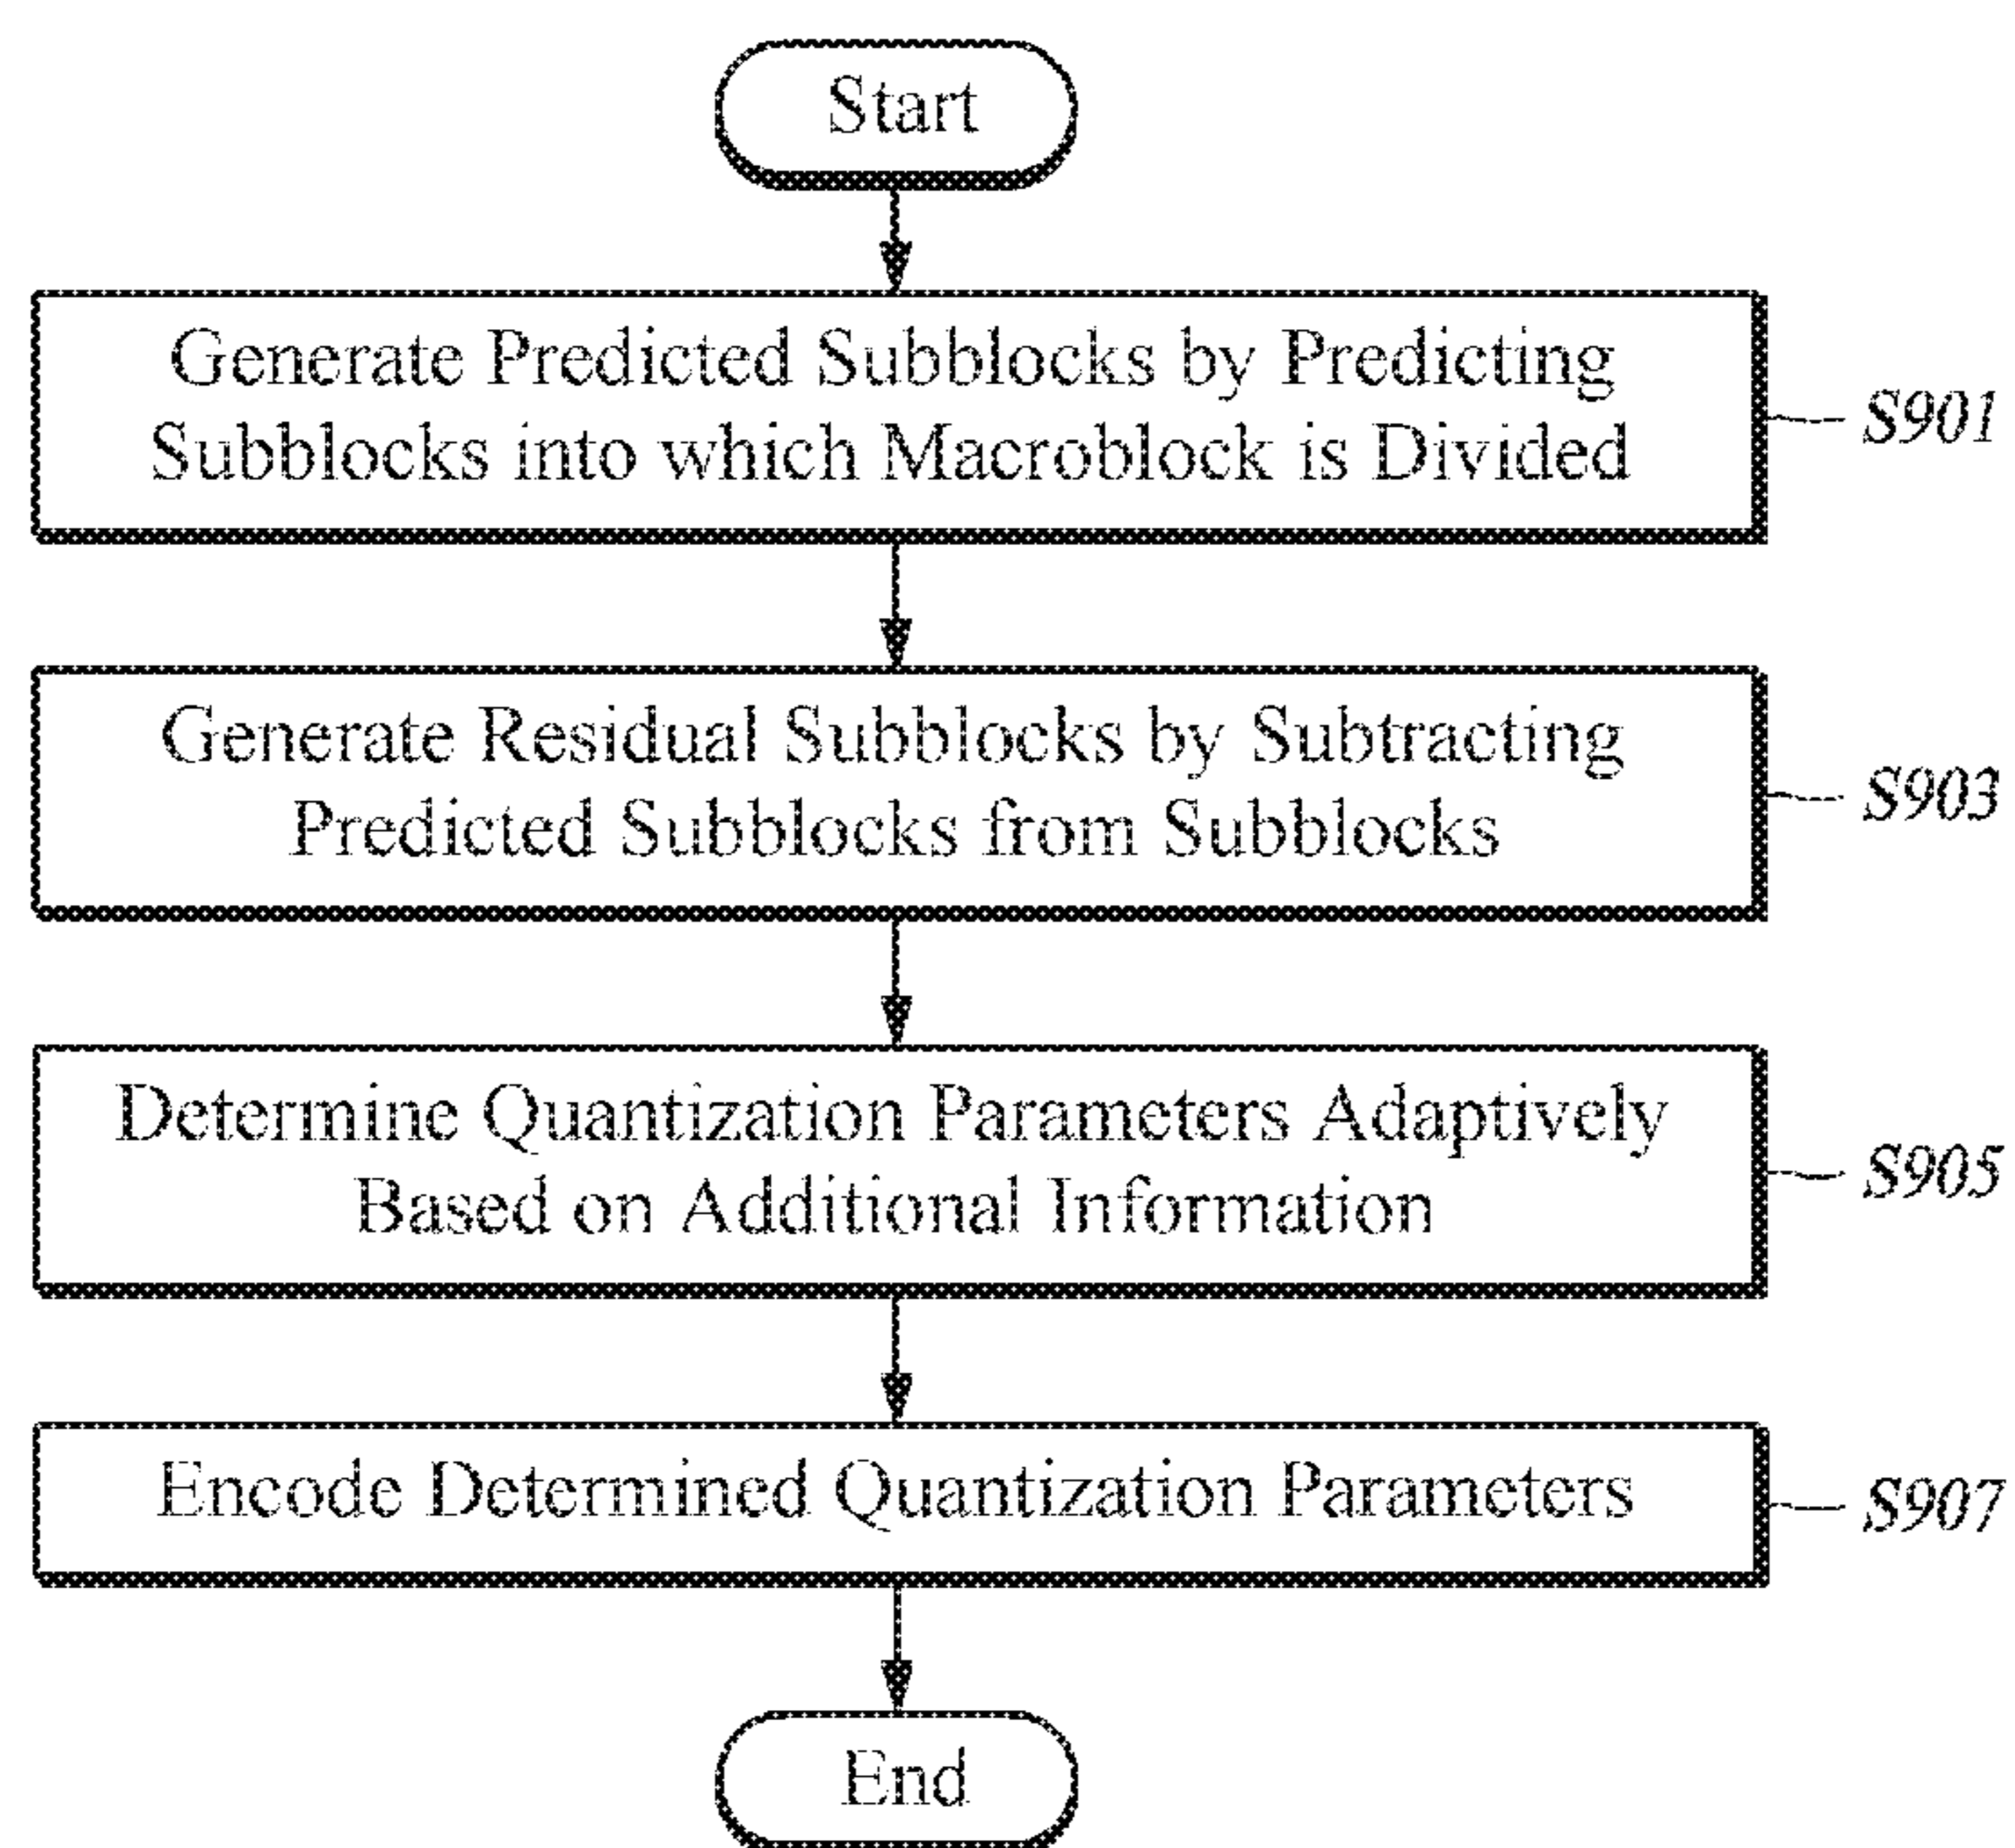 Start
Generate Predicted Subblocks by Predicting
Subblocks into which Macroblock is Divided
S901
Generate Residual Subblocks by Subtracting
Predicted Subblocks from Subblocks
S903
Determine Quantization Parameters Adaptively
Based on Additional Information
S905
Encode Determined Quantization Parameters
S907
End